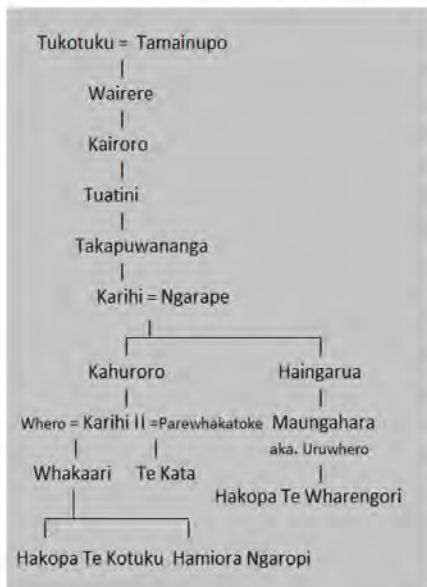 Tukotuku = Tamainupo
Wairere
Kairoro
Tuatini
Takapuwananga
Karihi = Ngarape
Kahuroro Haingarua
Whero = Karihi II =Parewhakatoke Maungahara
aka. Uruwhero
Whakaari Te Kata
Hakopa Te Wharengori
Hakopa Te Kotuku Hamiora Ngaropi